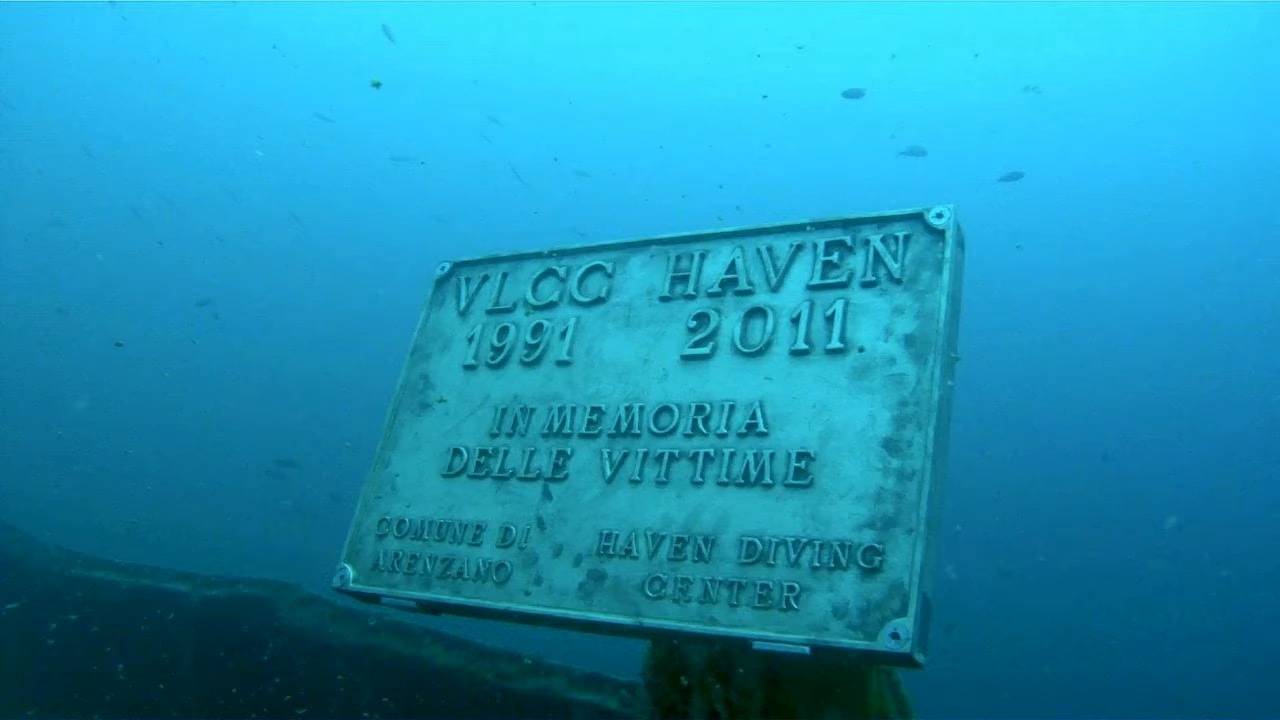 VLCC HAVEN
1991 2011
IN MEMORIA
DELLE VITTIME
COMUNE DI
ARENZANO
HAVEN DIVING
CENTER